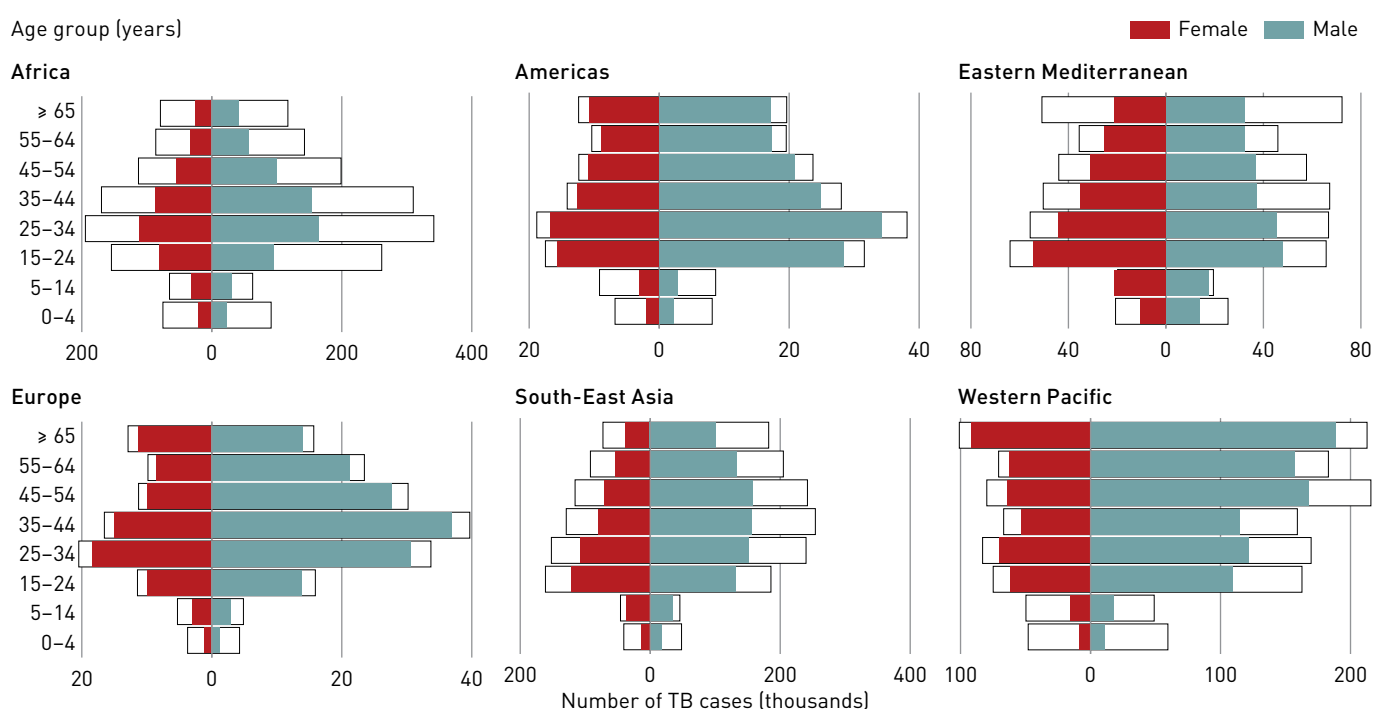 Age group (years)
Female Male
Africa
⩾ 65
55–64
45–54
35–44
25–34
15–24
5–14
0–4
200 0 200 400
Americas
20 0 20 40
Eastern Mediterranean
80 40 0 40 80
Europe
⩾ 65
55–64
45–54
35–44
25–34
15–24
5–14
0–4
20 0 20 40
South-East Asia
200 0 200 400
Western Pacific
100 0 100 200
Number of TB cases (thousands)